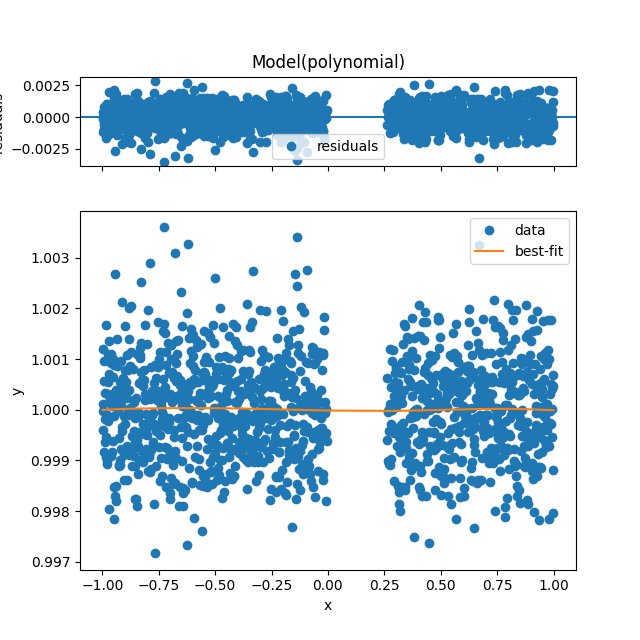 Model(polynomial)
0.0025
0.0000
−0.0025
residuals
residuals
data
best-fit
1.003
1.002
1.001
1.000
0.999
0.998
0.997
y
−1.00 −0.75 −0.50 −0.25 0.00 0.25 0.50 0.75 1.00
x